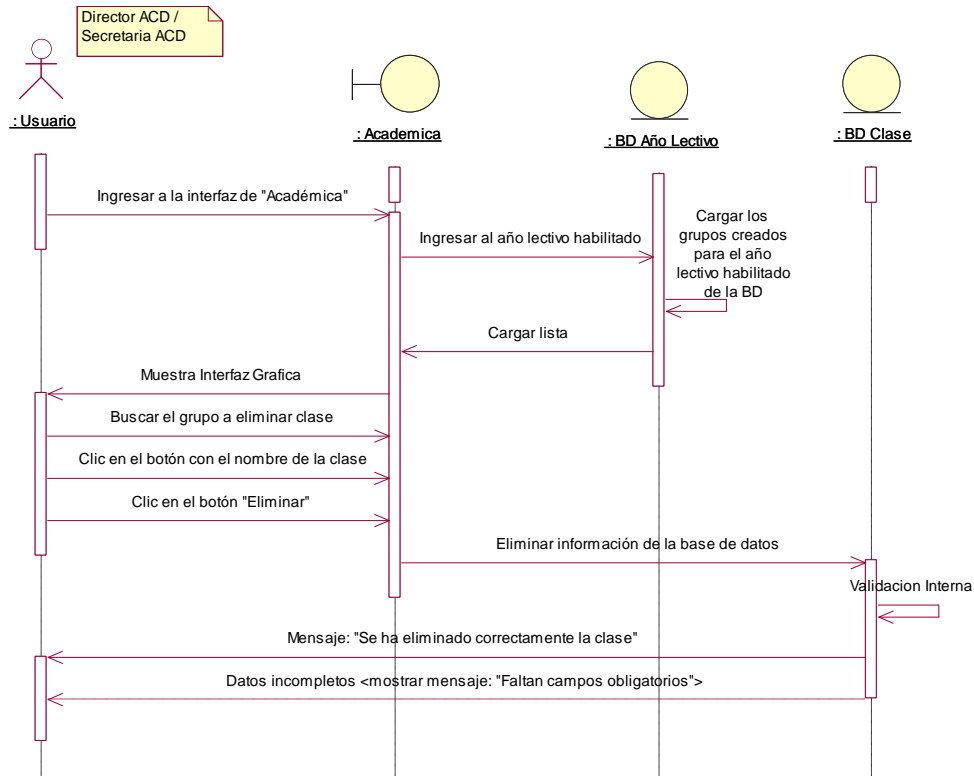 Director ACD /
Secretaria ACD
: Usuario
: Academica
: BD Año Lectivo
: BD Clase
Ingresar a la interfaz de "Académica"
Ingresar al año lectivo habilitado
Cargar los
grupos creados
para el año
lectivo habilitado
de la BD
Cargar lista
Muestra Interfaz Grafica
Buscar el grupo a eliminar clase
Clic en el botón con el nombre de la clase
Clic en el botón "Eliminar"
Eliminar información de la base de datos
Validacion Interna
Mensaje: "Se ha eliminado correctamente la clase"
Datos incompletos <mostrar mensaje: "Faltan campos obligatorios">